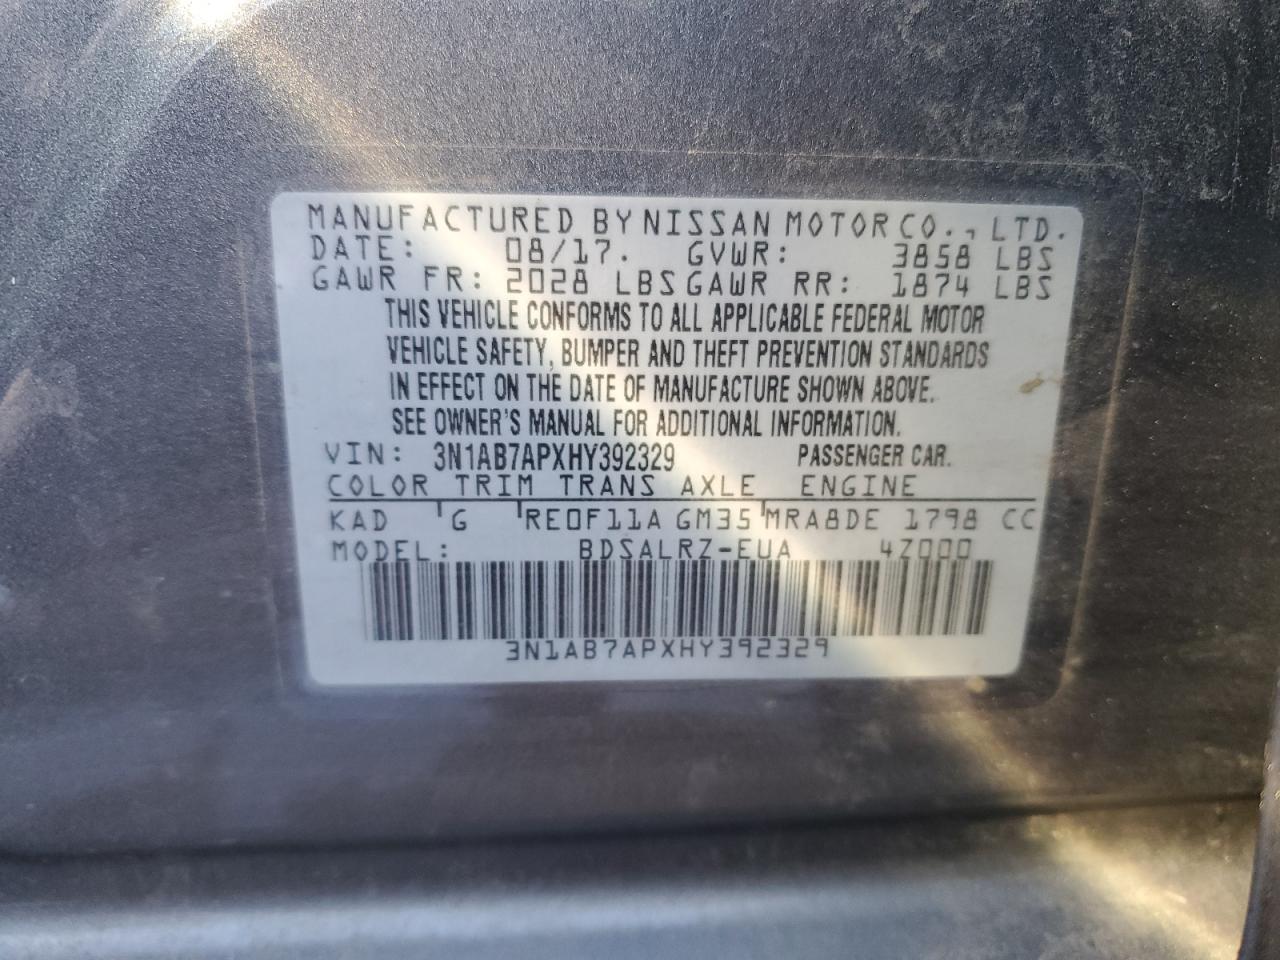 MANUFACTURED BY NISSAN MOTOR CO., LTD.
DATE: 08/17. GVWR: 3858 LBS
GAWR FR: 2028 LBS GAWR RR: 1874 LBS
THIS VEHICLE CONFORMS TO ALL APPLICABLE FEDERAL MOTOR
VEHICLE SAFETY, BUMPER AND THEFT PREVENTION STANDARDS
IN EFFECT ON THE DATE OF MANUFACTURE SHOWN ABOVE.
SEE OWNER'S MANUAL FOR ADDITIONAL INFORMATION.
VIN: 3N1AB7APXHY392329 PASSENGER CAR.
COLOR TRIM TRANS AXLE ENGINE
KAD G RE0F11A GM35 MRA8DE 1798 CC
MODEL: BDSALRZ-EUA 4Z000
3N1AB7APXHY392329